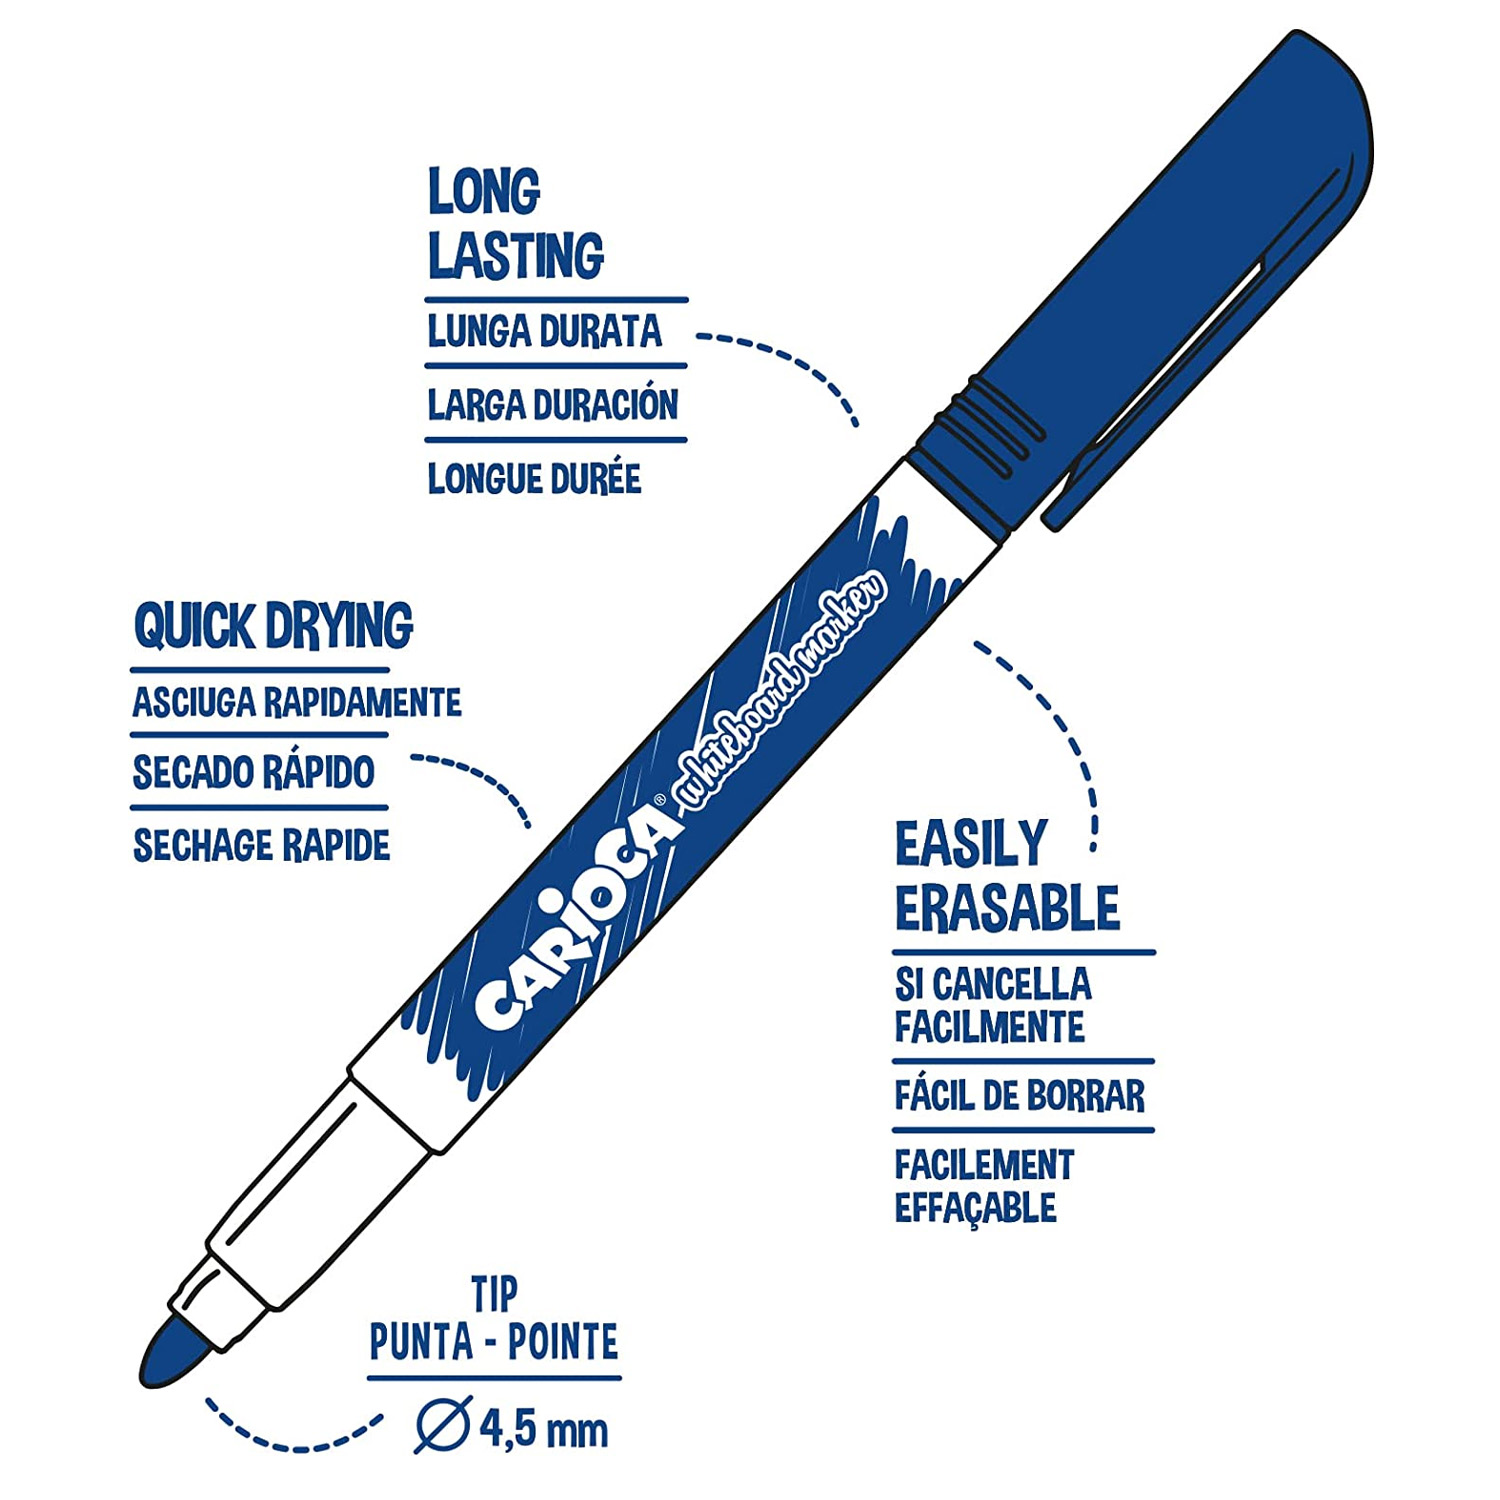 LONG
LASTING
LUNGA DURATA
LARGA DURACIÓN
LONGUE DURÉE
QUICK DRYING
ASCIUGA RAPIDAMENTE
SECADO RÁPIDO
SECHAGE RAPIDE
CARIOCA® whiteboard marker
EASILY
ERASABLE
SI CANCELLA
FACILMENTE
FÁCIL DE BORRAR
FACILEMENT
EFFAÇABLE
TIP
PUNTA - POINTE
Ø 4,5 mm